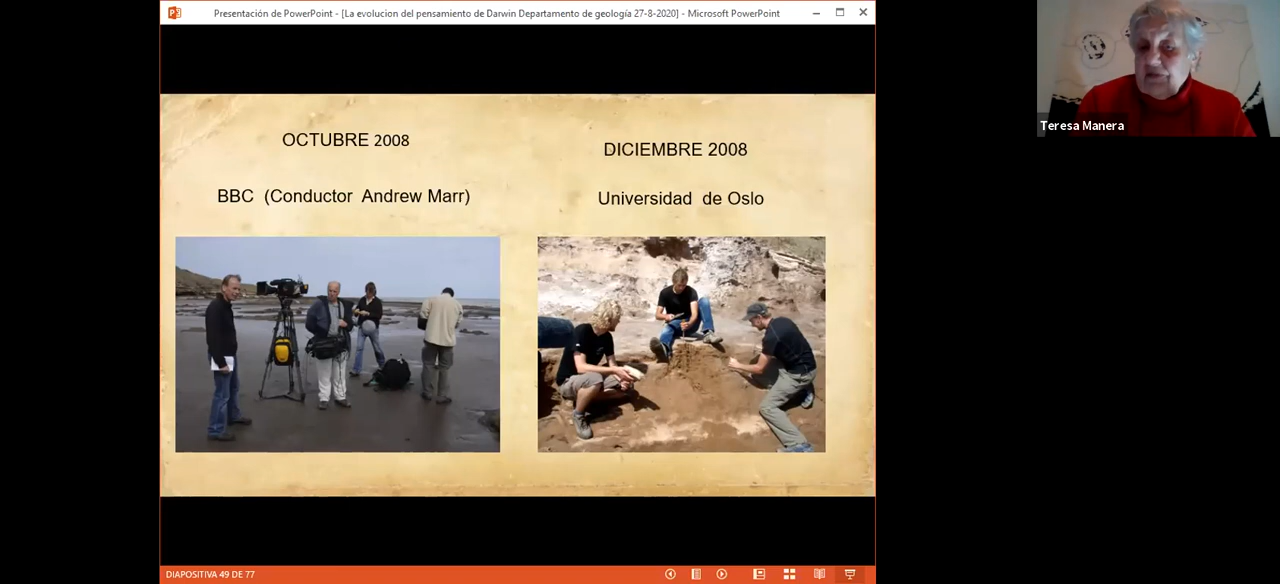 Presentación de PowerPoint - [La evolucion del pensamiento de Darwin Departamento de geología 27-8-2020] - Microsoft PowerPoint
OCTUBRE 2008
BBC (Conductor Andrew Marr)
DICIEMBRE 2008
Universidad de Oslo
Teresa Manera
DIAPOSITIVA 49 DE 77